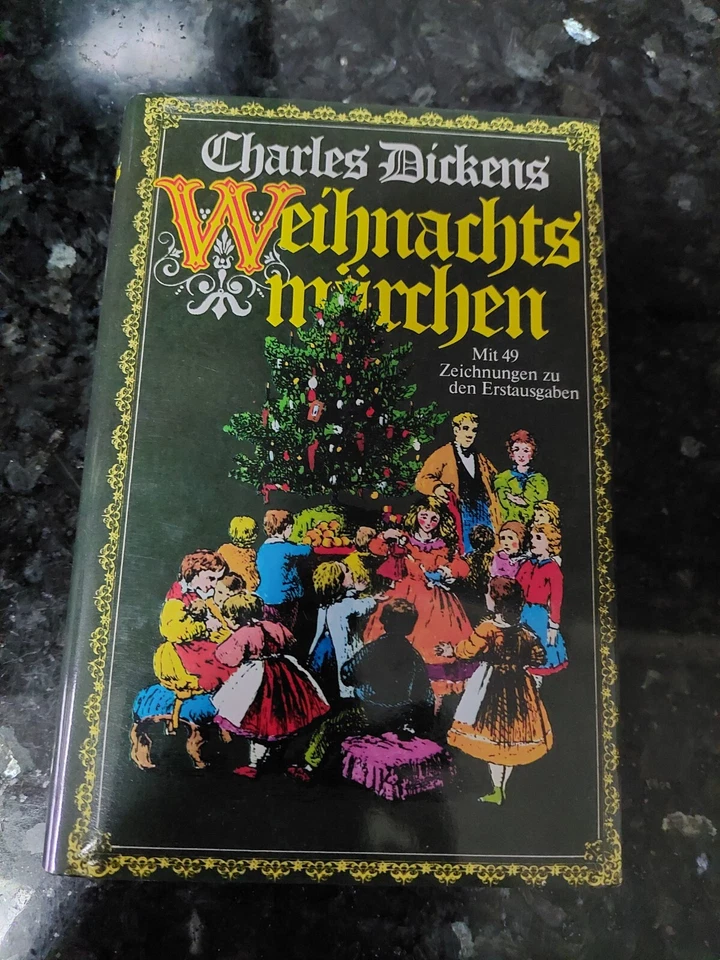 Charles Dickens
Weihnachts
märchen
Mit 49
Zeichnungen zu
den Erstausgaben